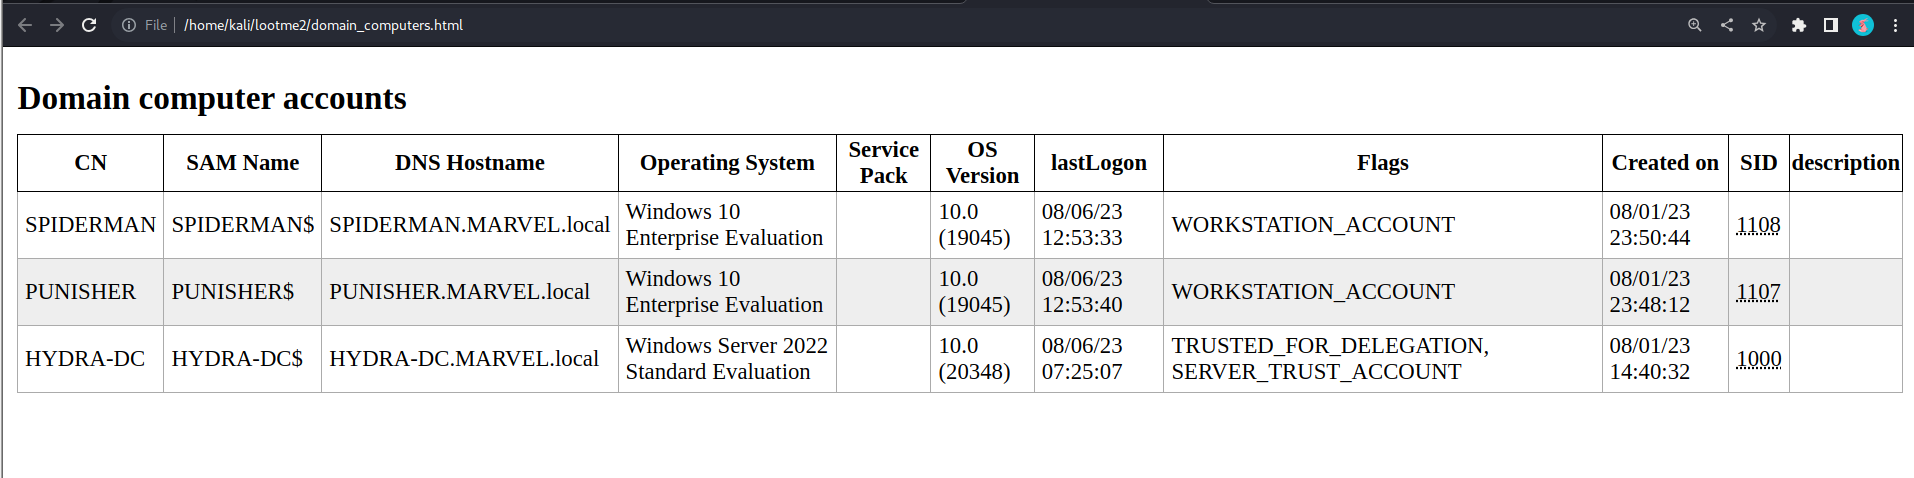 File /home/kali/lootme2/domain_computers.html
Domain computer accounts
CN SAM Name DNS Hostname Operating System Service Pack OS Version lastLogon Flags Created on SID description
SPIDERMAN SPIDERMAN$ SPIDERMAN.MARVEL.local Windows 10 Enterprise Evaluation 10.0 (19045) 08/06/23 12:53:33 WORKSTATION_ACCOUNT 08/01/23 23:50:44 1108
PUNISHER PUNISHER$ PUNISHER.MARVEL.local Windows 10 Enterprise Evaluation 10.0 (19045) 08/06/23 12:53:40 WORKSTATION_ACCOUNT 08/01/23 23:48:12 1107
HYDRA-DC HYDRA-DC$ HYDRA-DC.MARVEL.local Windows Server 2022 Standard Evaluation 10.0 (20348) 08/06/23 07:25:07 TRUSTED_FOR_DELEGATION, SERVER_TRUST_ACCOUNT 08/01/23 14:40:32 1000